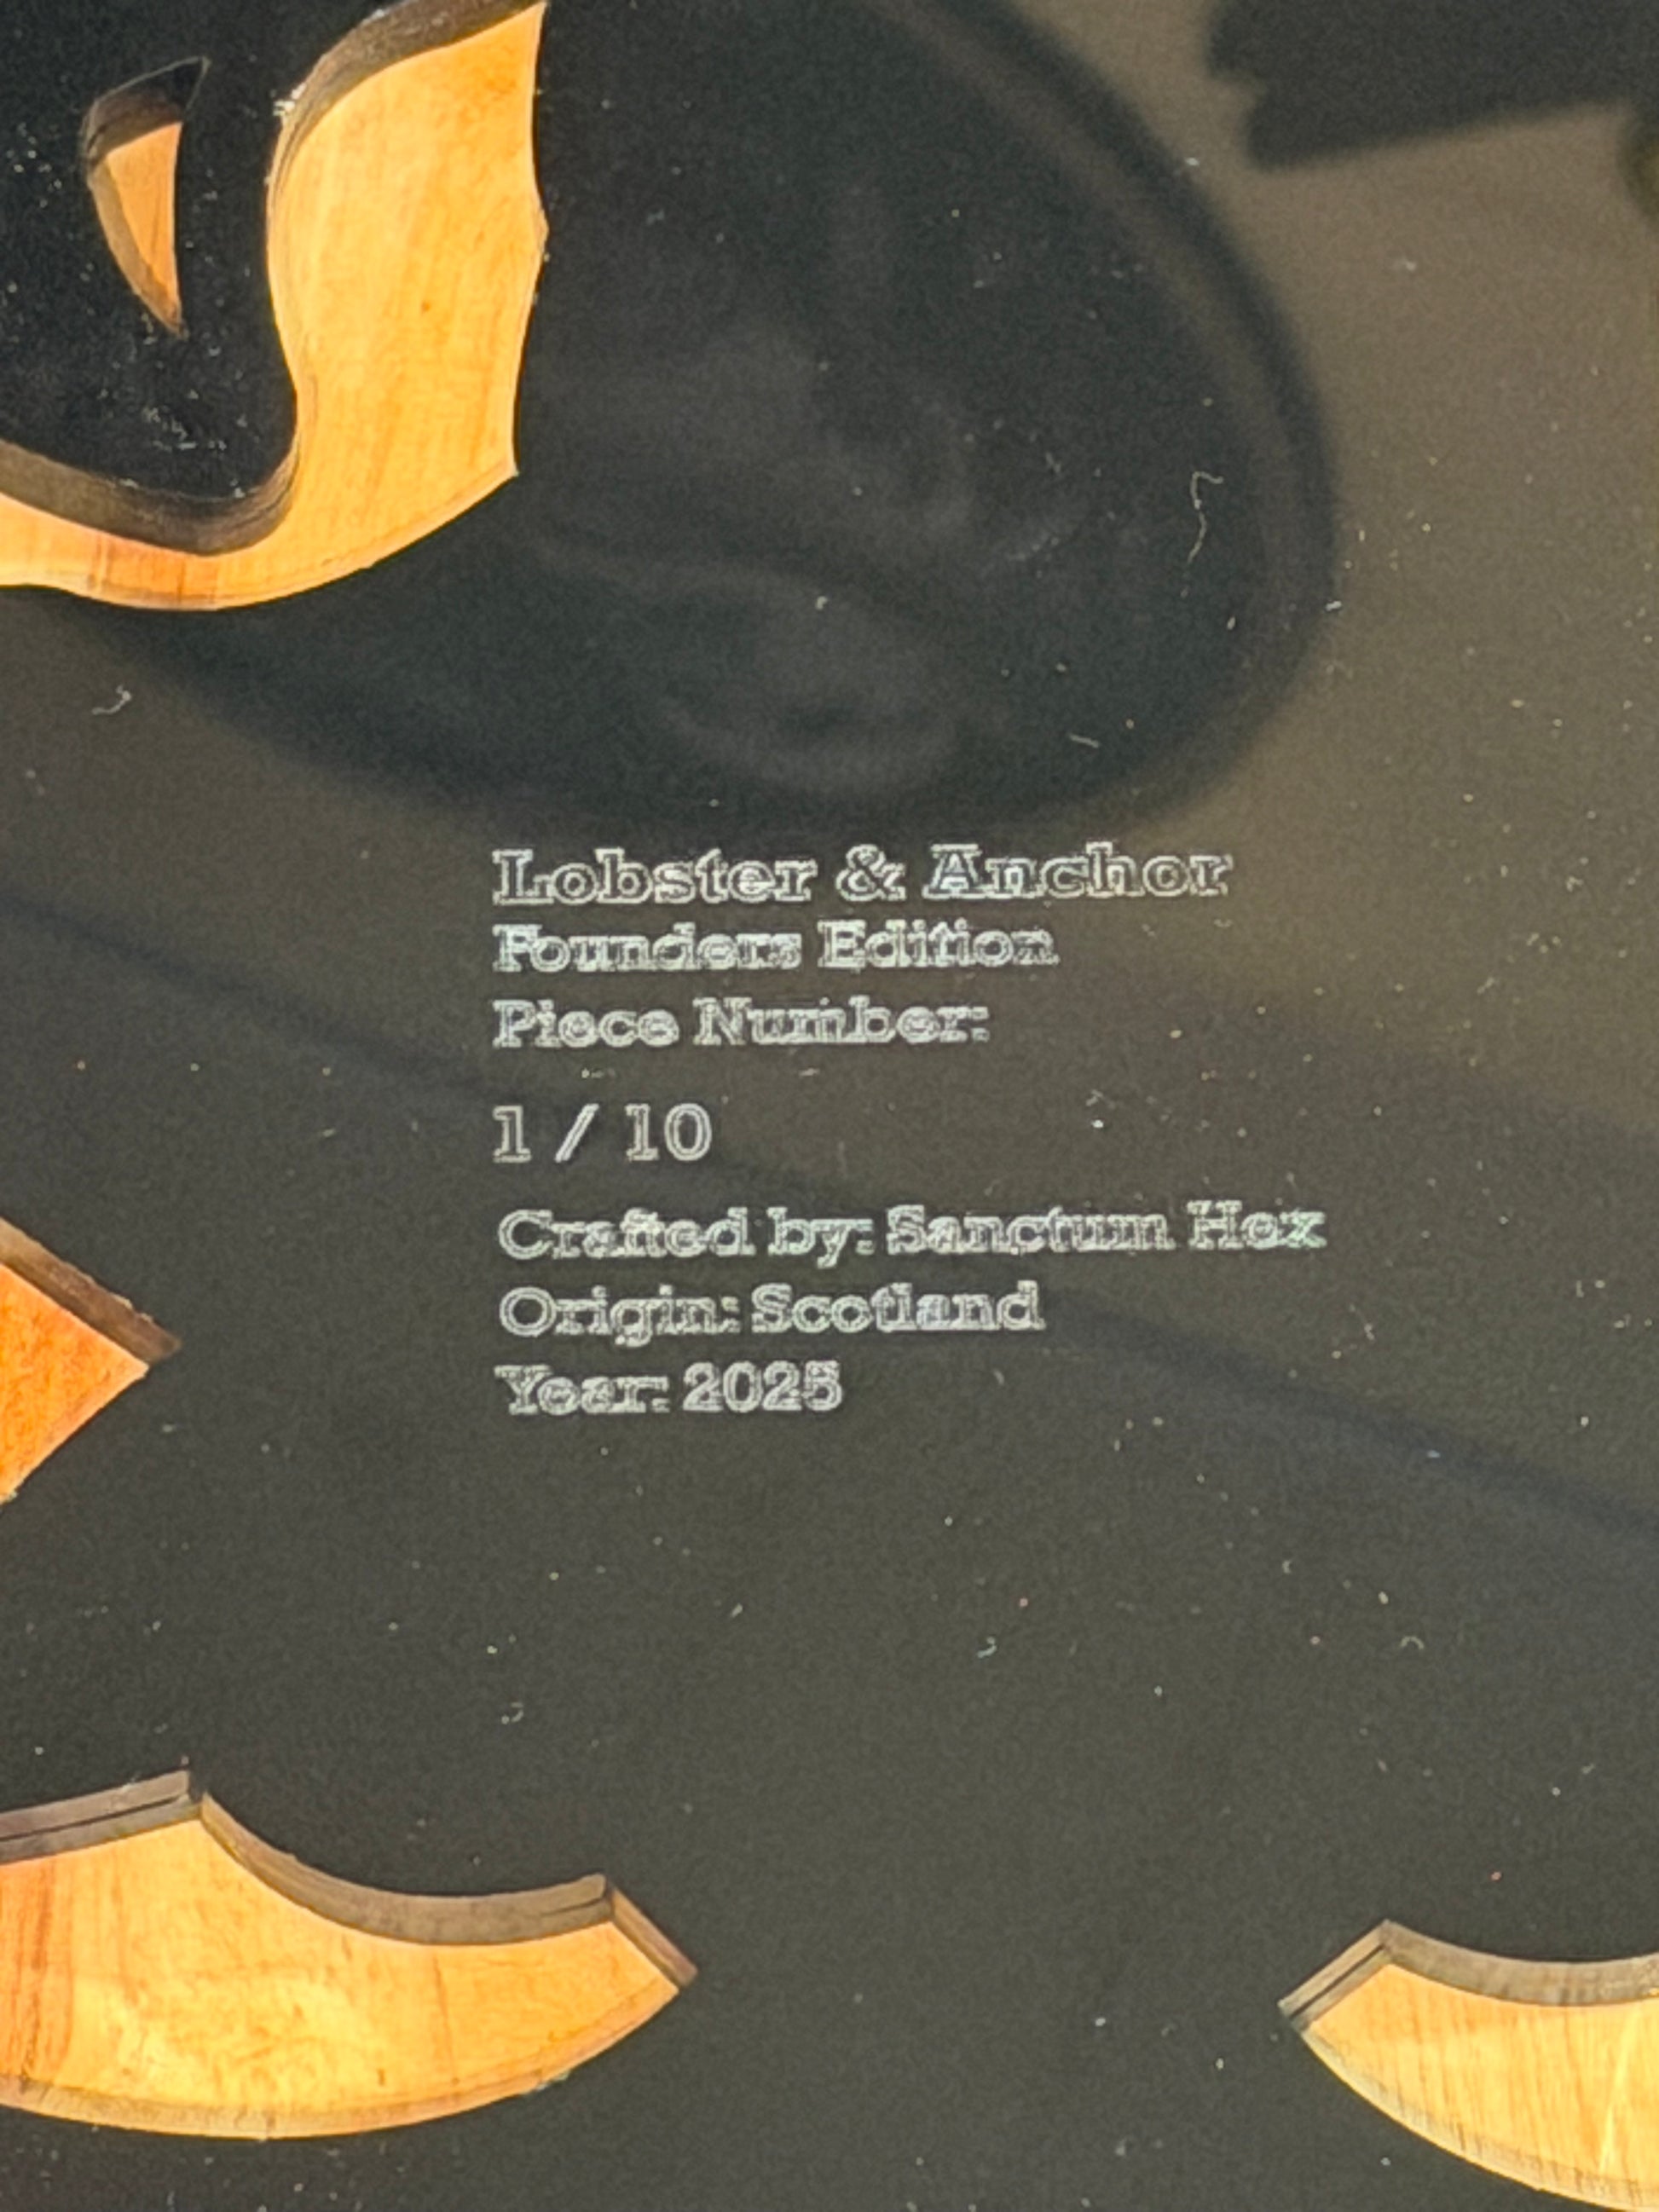 Lobster & Anchor
Founders Edition
Piece Number:
1 / 10
Crafted by: Sanctum Hex
Origin: Scotland
Year: 2025